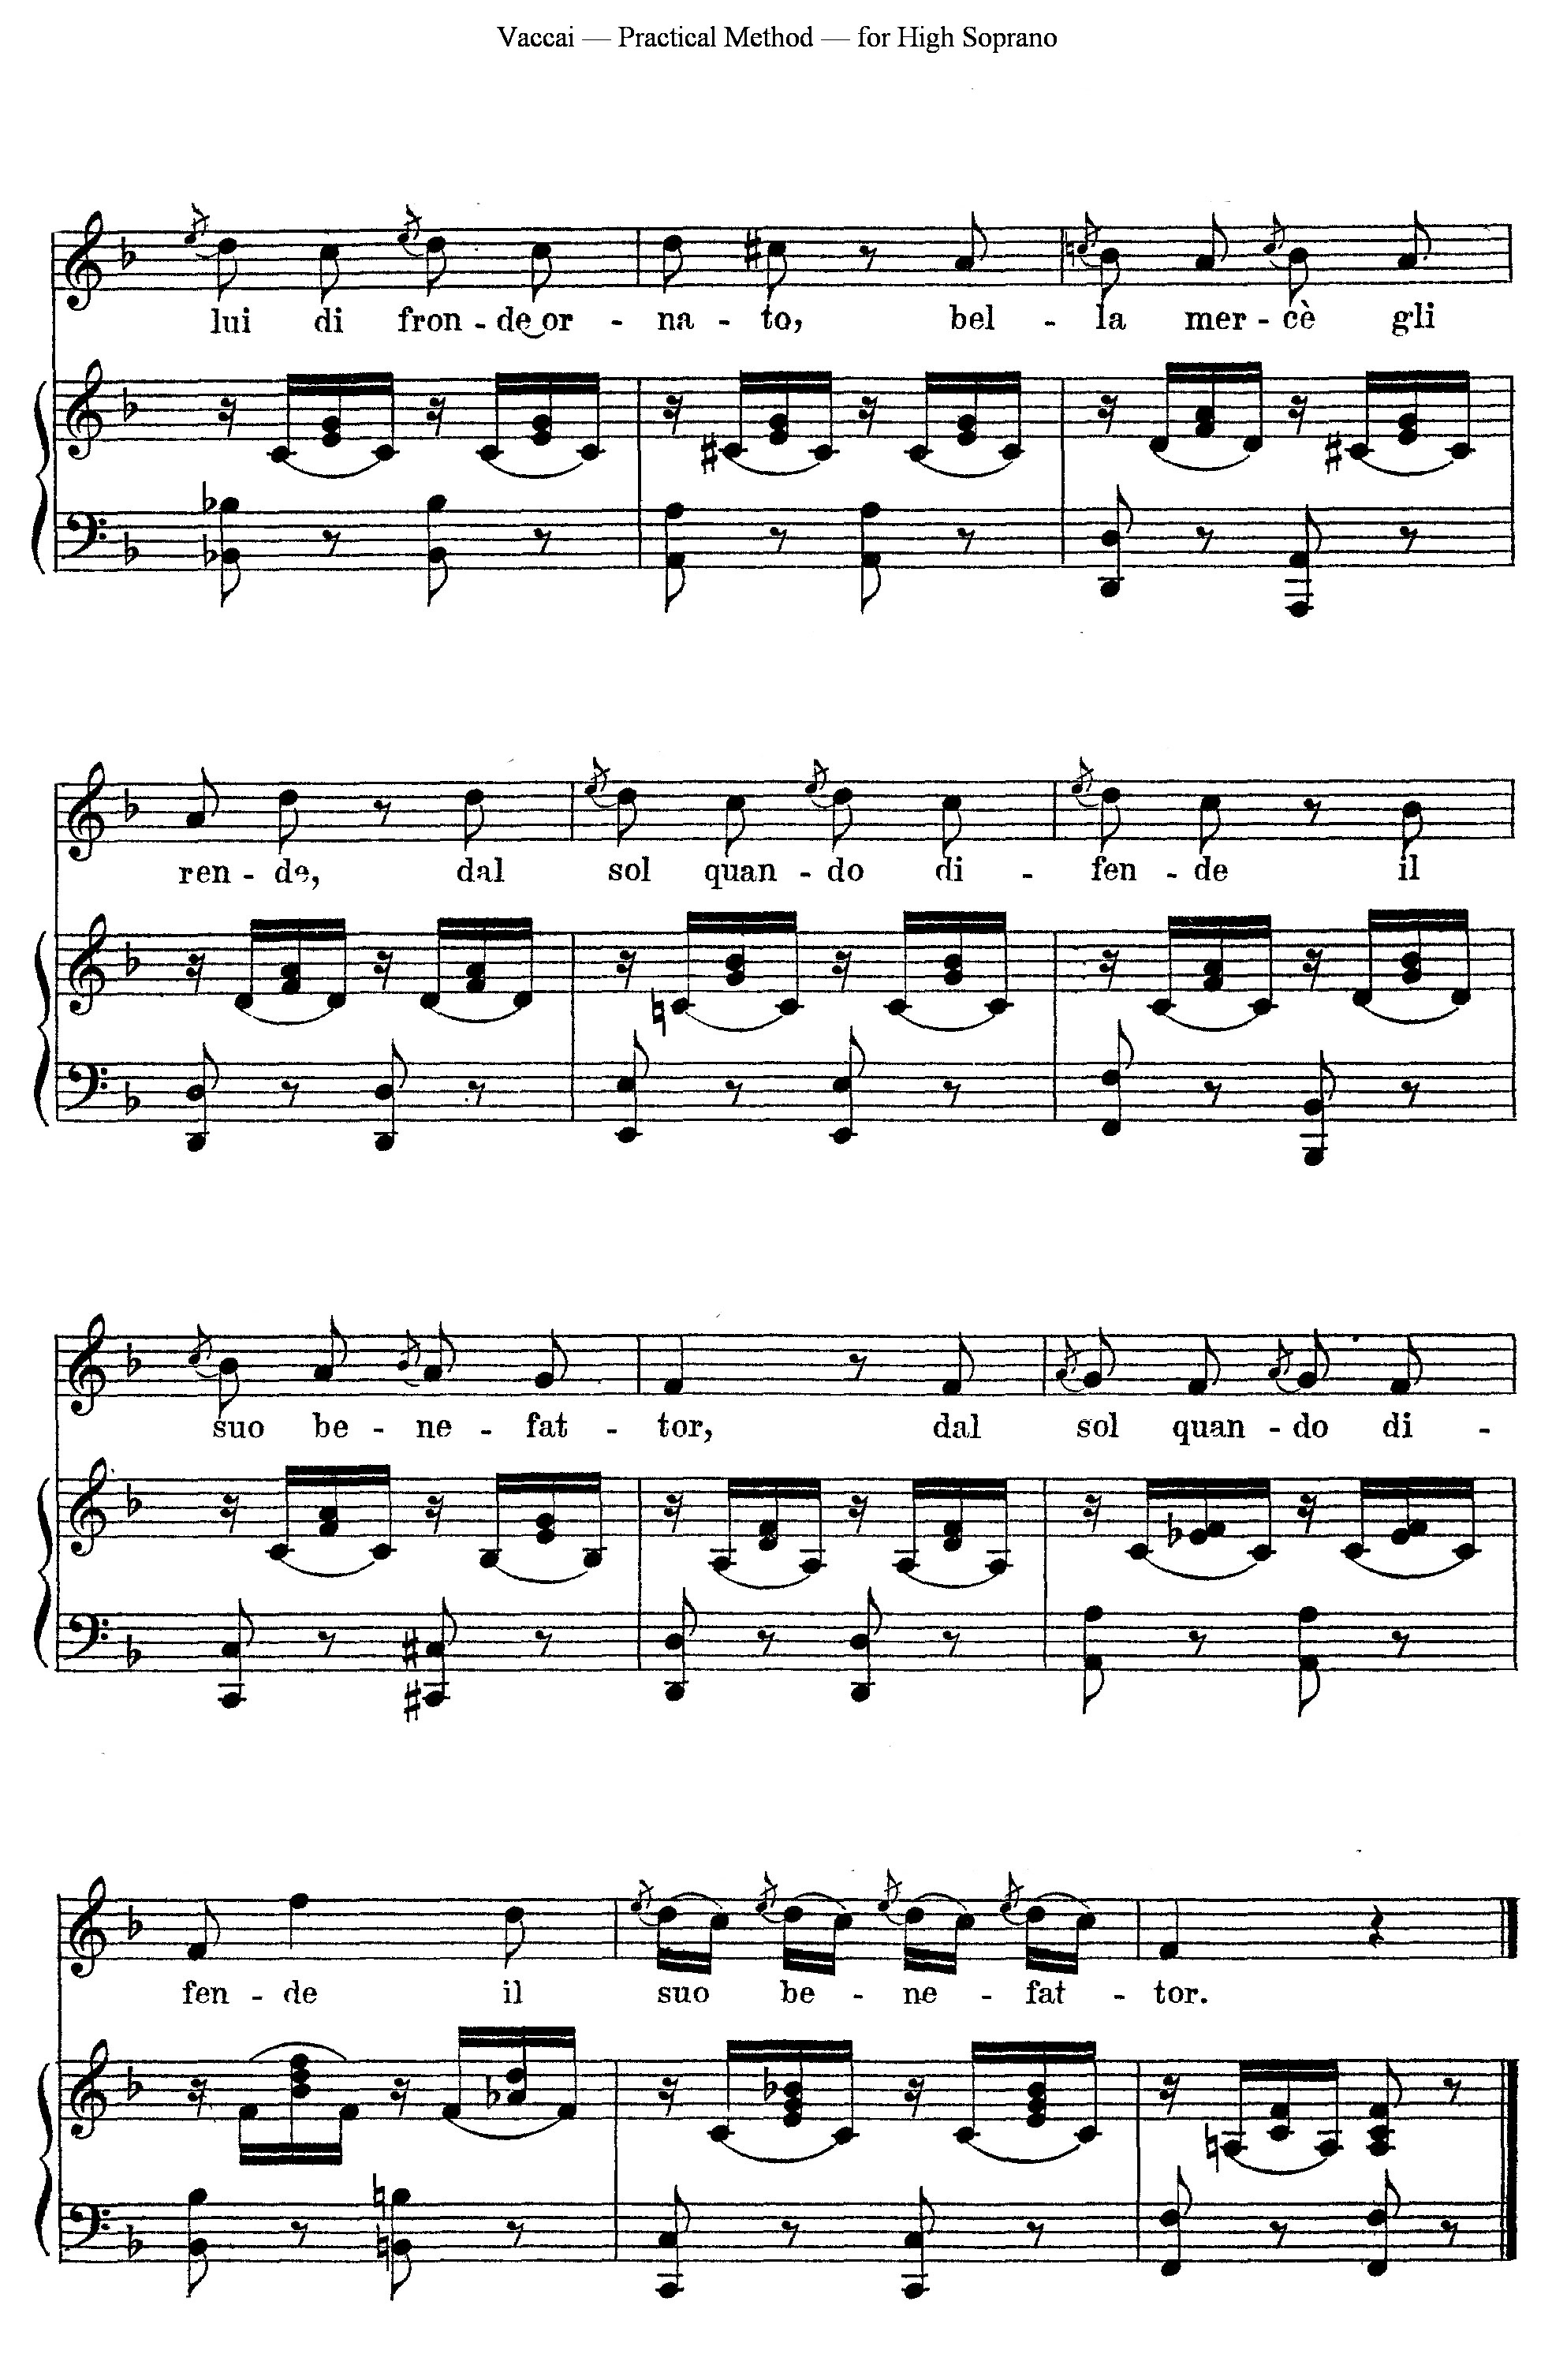 Vaccai — Practical Method — for High Soprano
lui di fron - de or - na - to, bel - la mer - cè gli
ren - de, dal sol quan - do di - fen - de il
suo be - ne - fat - tor, dal sol quan - do di -
fen - de il suo be - ne - fat - tor.